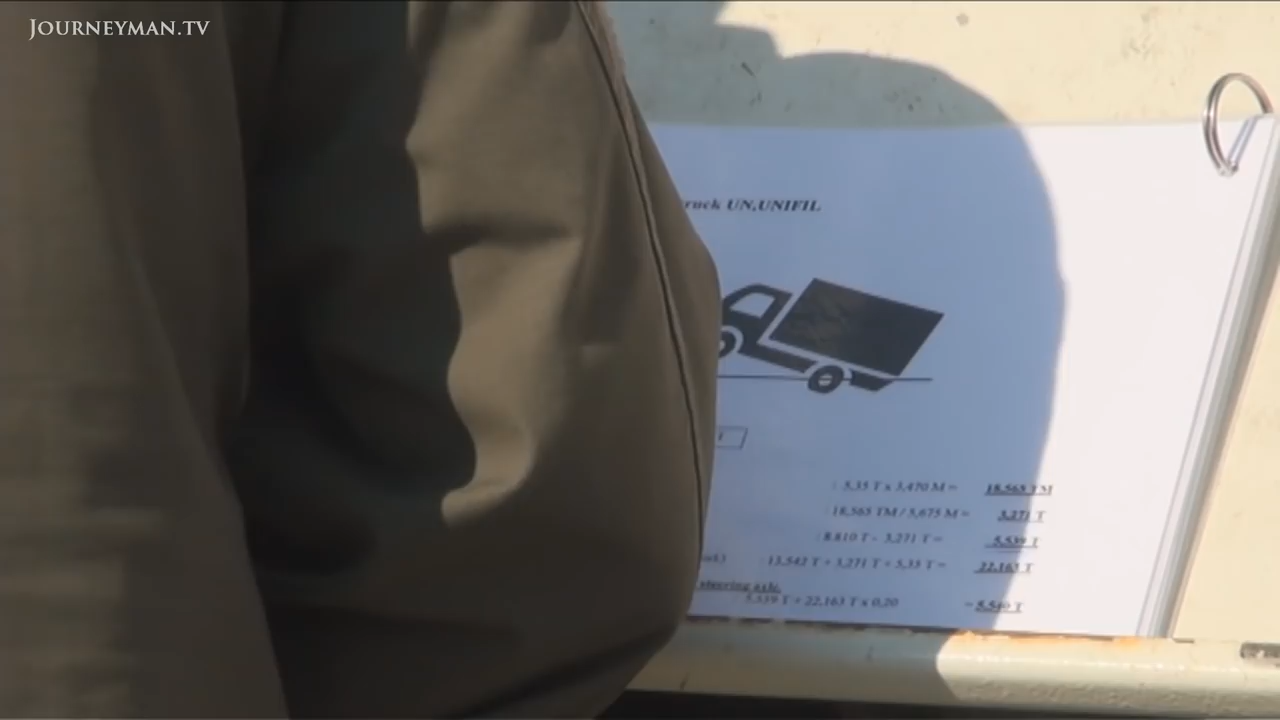 JOURNEYMAN.TV
ruck UN,UNIFIL
: 5,35 T x 3,470 M = 18,565 TM
: 18,565 TM / 5,675 M = 3,271 T
: 8.810 T - 3,271 T = 5,539 T
13,542 T + 3,271 T + 5,35 T = 22,163 T
steering axle.
5,539 T ÷ 22,163 T x 0,20 = 5,540 T